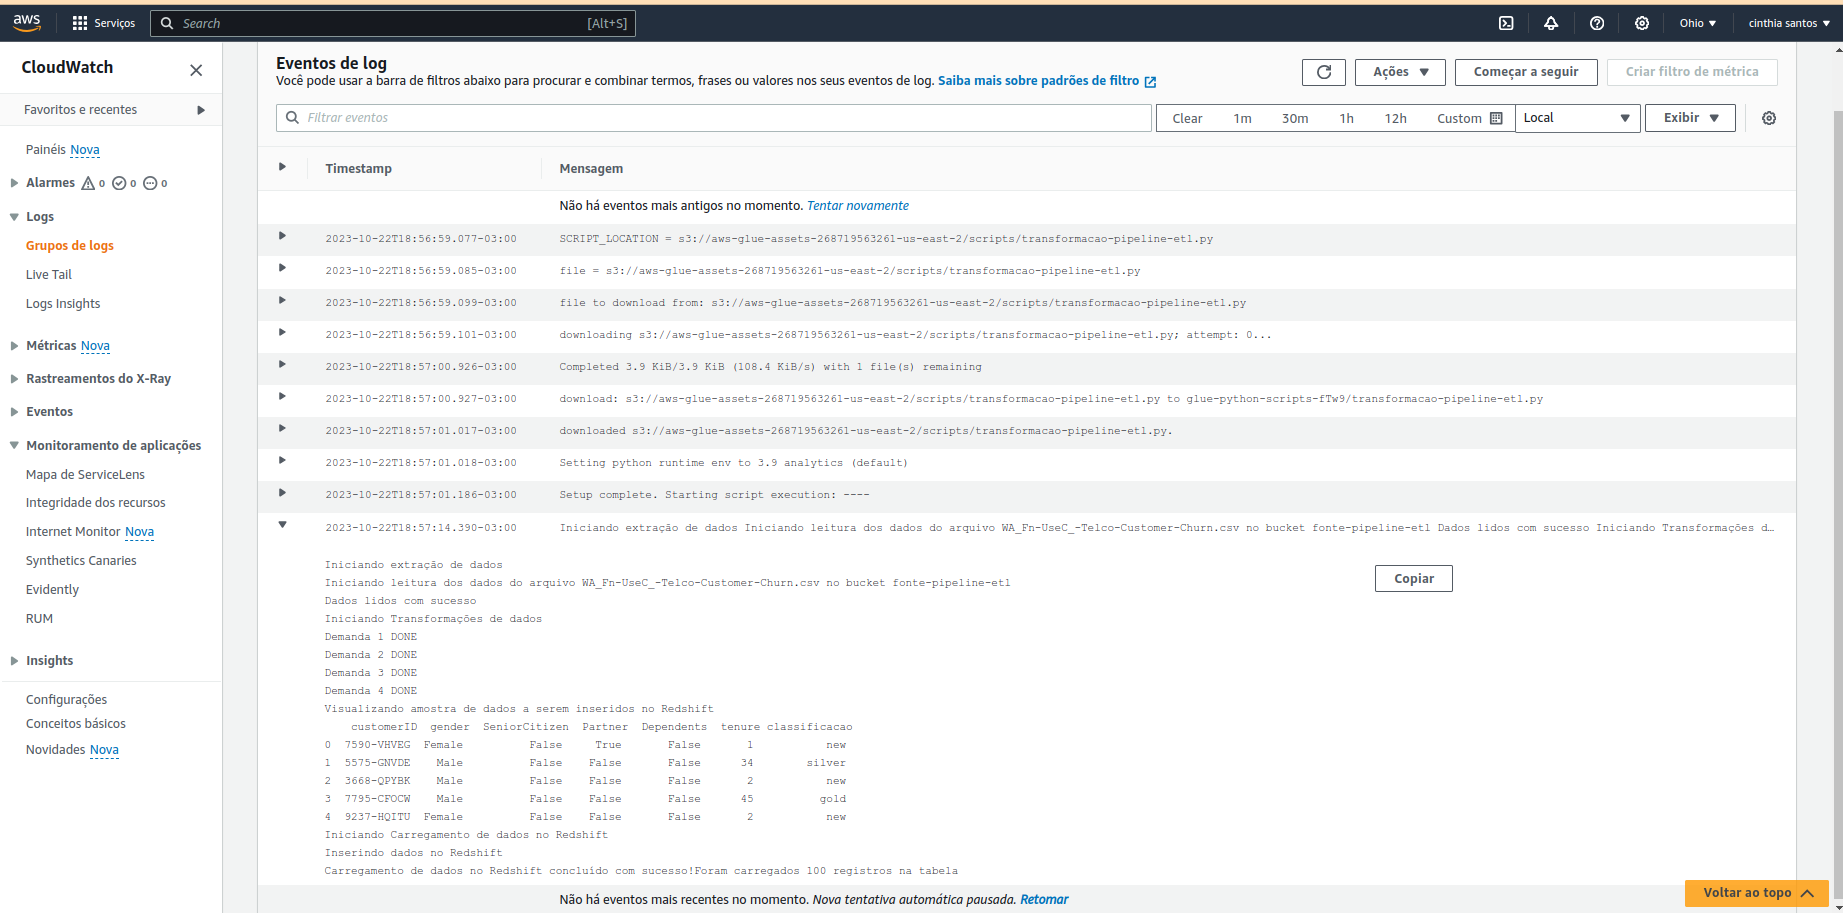 aws Serviços Search [Alt+S] Ohio cinthia santos
CloudWatch
Favoritos e recentes
Painéis Nova
Alarmes 0 0 0
Logs
Grupos de logs
Live Tail
Logs Insights
Métricas Nova
Rastreamentos do X-Ray
Eventos
Monitoramento de aplicações
Mapa de ServiceLens
Integridade dos recursos
Internet Monitor Nova
Synthetics Canaries
Evidently
RUM
Insights
Configurações
Conceitos básicos
Novidades Nova
Eventos de log
Você pode usar a barra de filtros abaixo para procurar e combinar termos, frases ou valores nos seus eventos de log. Saiba mais sobre padrões de filtro
Ações Começar a seguir Criar filtro de métrica
Filtrar eventos Clear 1m 30m 1h 12h Custom Local Exibir
Timestamp Mensagem
Não há eventos mais antigos no momento. Tentar novamente
2023-10-22T18:56:59.077-03:00 SCRIPT_LOCATION = s3://aws-glue-assets-268719563261-us-east-2/scripts/transformacao-pipeline-etl.py
2023-10-22T18:56:59.085-03:00 file = s3://aws-glue-assets-268719563261-us-east-2/scripts/transformacao-pipeline-etl.py
2023-10-22T18:56:59.099-03:00 file to download from: s3://aws-glue-assets-268719563261-us-east-2/scripts/transformacao-pipeline-etl.py
2023-10-22T18:56:59.101-03:00 downloading s3://aws-glue-assets-268719563261-us-east-2/scripts/transformacao-pipeline-etl.py; attempt: 0...
2023-10-22T18:57:00.926-03:00 Completed 3.9 KiB/3.9 KiB (108.4 KiB/s) with 1 file(s) remaining
2023-10-22T18:57:00.927-03:00 download: s3://aws-glue-assets-268719563261-us-east-2/scripts/transformacao-pipeline-etl.py to glue-python-scripts-fTw9/transformacao-pipeline-etl.py
2023-10-22T18:57:01.017-03:00 downloaded s3://aws-glue-assets-268719563261-us-east-2/scripts/transformacao-pipeline-etl.py.
2023-10-22T18:57:01.018-03:00 Setting python runtime env to 3.9 analytics (default)
2023-10-22T18:57:01.186-03:00 Setup complete. Starting script execution: ----
2023-10-22T18:57:14.390-03:00 Iniciando extração de dados Iniciando leitura dos dados do arquivo WA_Fn-UseC_-Telco-Customer-Churn.csv no bucket fonte-pipeline-etl Dados lidos com sucesso Iniciando Transformações d…
Iniciando extração de dados
Iniciando leitura dos dados do arquivo WA_Fn-UseC_-Telco-Customer-Churn.csv no bucket fonte-pipeline-etl
Copiar
Dados lidos com sucesso
Iniciando Transformações de dados
Demanda 1 DONE
Demanda 2 DONE
Demanda 3 DONE
Demanda 4 DONE
Visualizando amostra de dados a serem inseridos no Redshift
customerID gender SeniorCitizen Partner Dependents tenure classificacao
0 7590-VHVEG Female False True False 1 new
1 5575-GNVDE Male False False False 34 silver
2 3668-QPYBK Male False False False 2 new
3 7795-CFOCW Male False False False 45 gold
4 9237-HQITU Female False False False 2 new
Iniciando Carregamento de dados no Redshift
Inserindo dados no Redshift
Carregamento de dados no Redshift concluído com sucesso!Foram carregados 100 registros na tabela
Não há eventos mais recentes no momento. Nova tentativa automática pausada. Retomar
Voltar ao topo